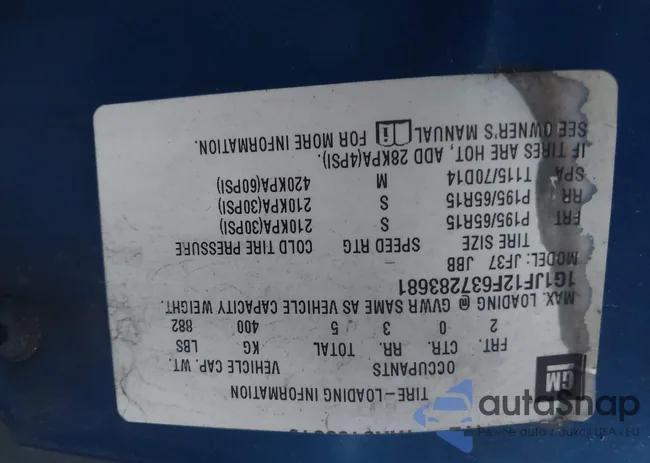 GM
TIRE-LOADING INFORMATION
OCCUPANTS VEHICLE CAP. WT.
FRT. CTR. RR. TOTAL KG LBS
2 0 3 5 400 882
MAX. LOADING @ GVWR SAME AS VEHICLE CAPACITY WEIGHT.
1G1JF12F637283681
MODEL: JF37 JBB
TIRE SIZE SPEED RTG COLD TIRE PRESSURE
FRT P195/65R15 S 210KPA(30PSI)
RR P195/65R15 S 210KPA(30PSI)
SPA T115/70D14 M 420KPA(60PSI)
IF TIRES ARE HOT, ADD 28KPA(4PSI).
SEE OWNER'S MANUAL i FOR MORE INFORMATION.
autoSnap